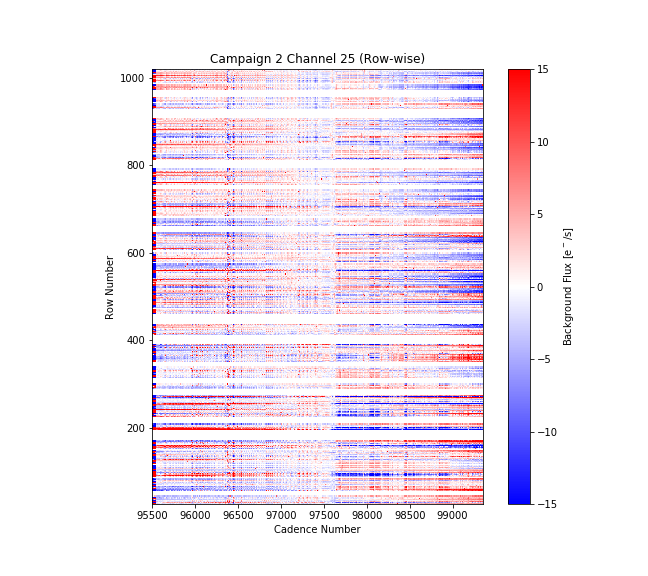 Campaign 2 Channel 25 (Row-wise)
1000
800
600
400
200
Row Number
95500 96000 96500 97000 97500 98000 98500 99000
Cadence Number
15
10
5
0
−5
−10
−15
Background Flux [e⁻/s]